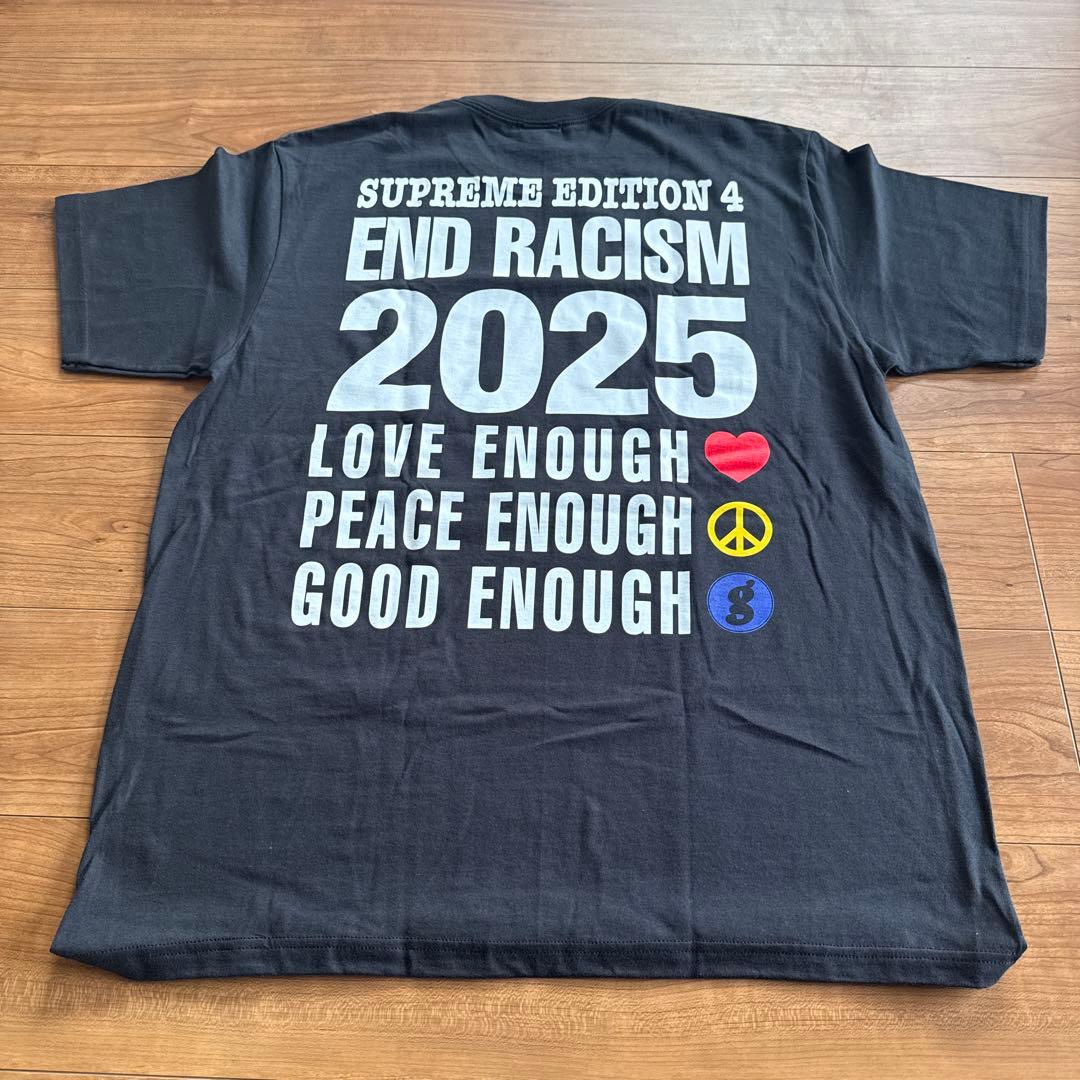 SUPREME EDITION 4
END RACISM
2025
LOVE ENOUGH
PEACE ENOUGH
GOOD ENOUGH g